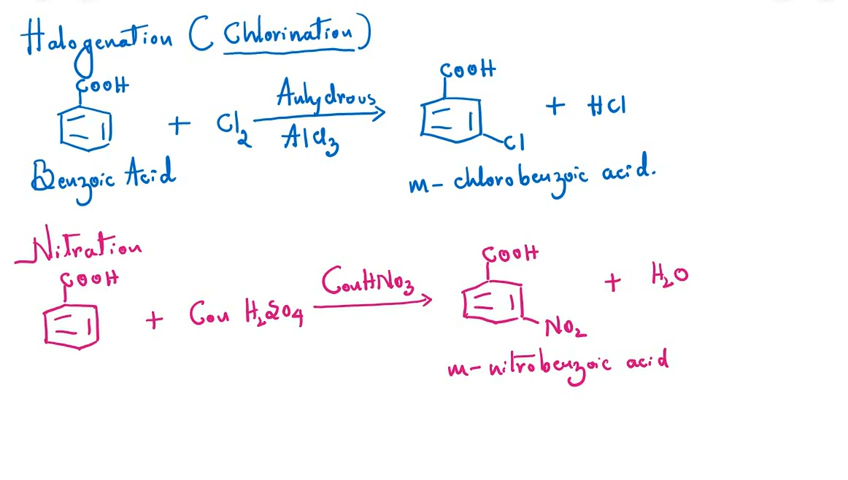 Halogenation (Chlorination)
COOH
+ Cl2 Anhydrous AlCl3
COOH
Cl
+ HCl
Benzoic Acid
m-chlorobenzoic acid.
Nitration
COOH
+ Con H2SO4 Con HNO3
COOH
NO2
+ H2O
m-nitrobenzoic acid